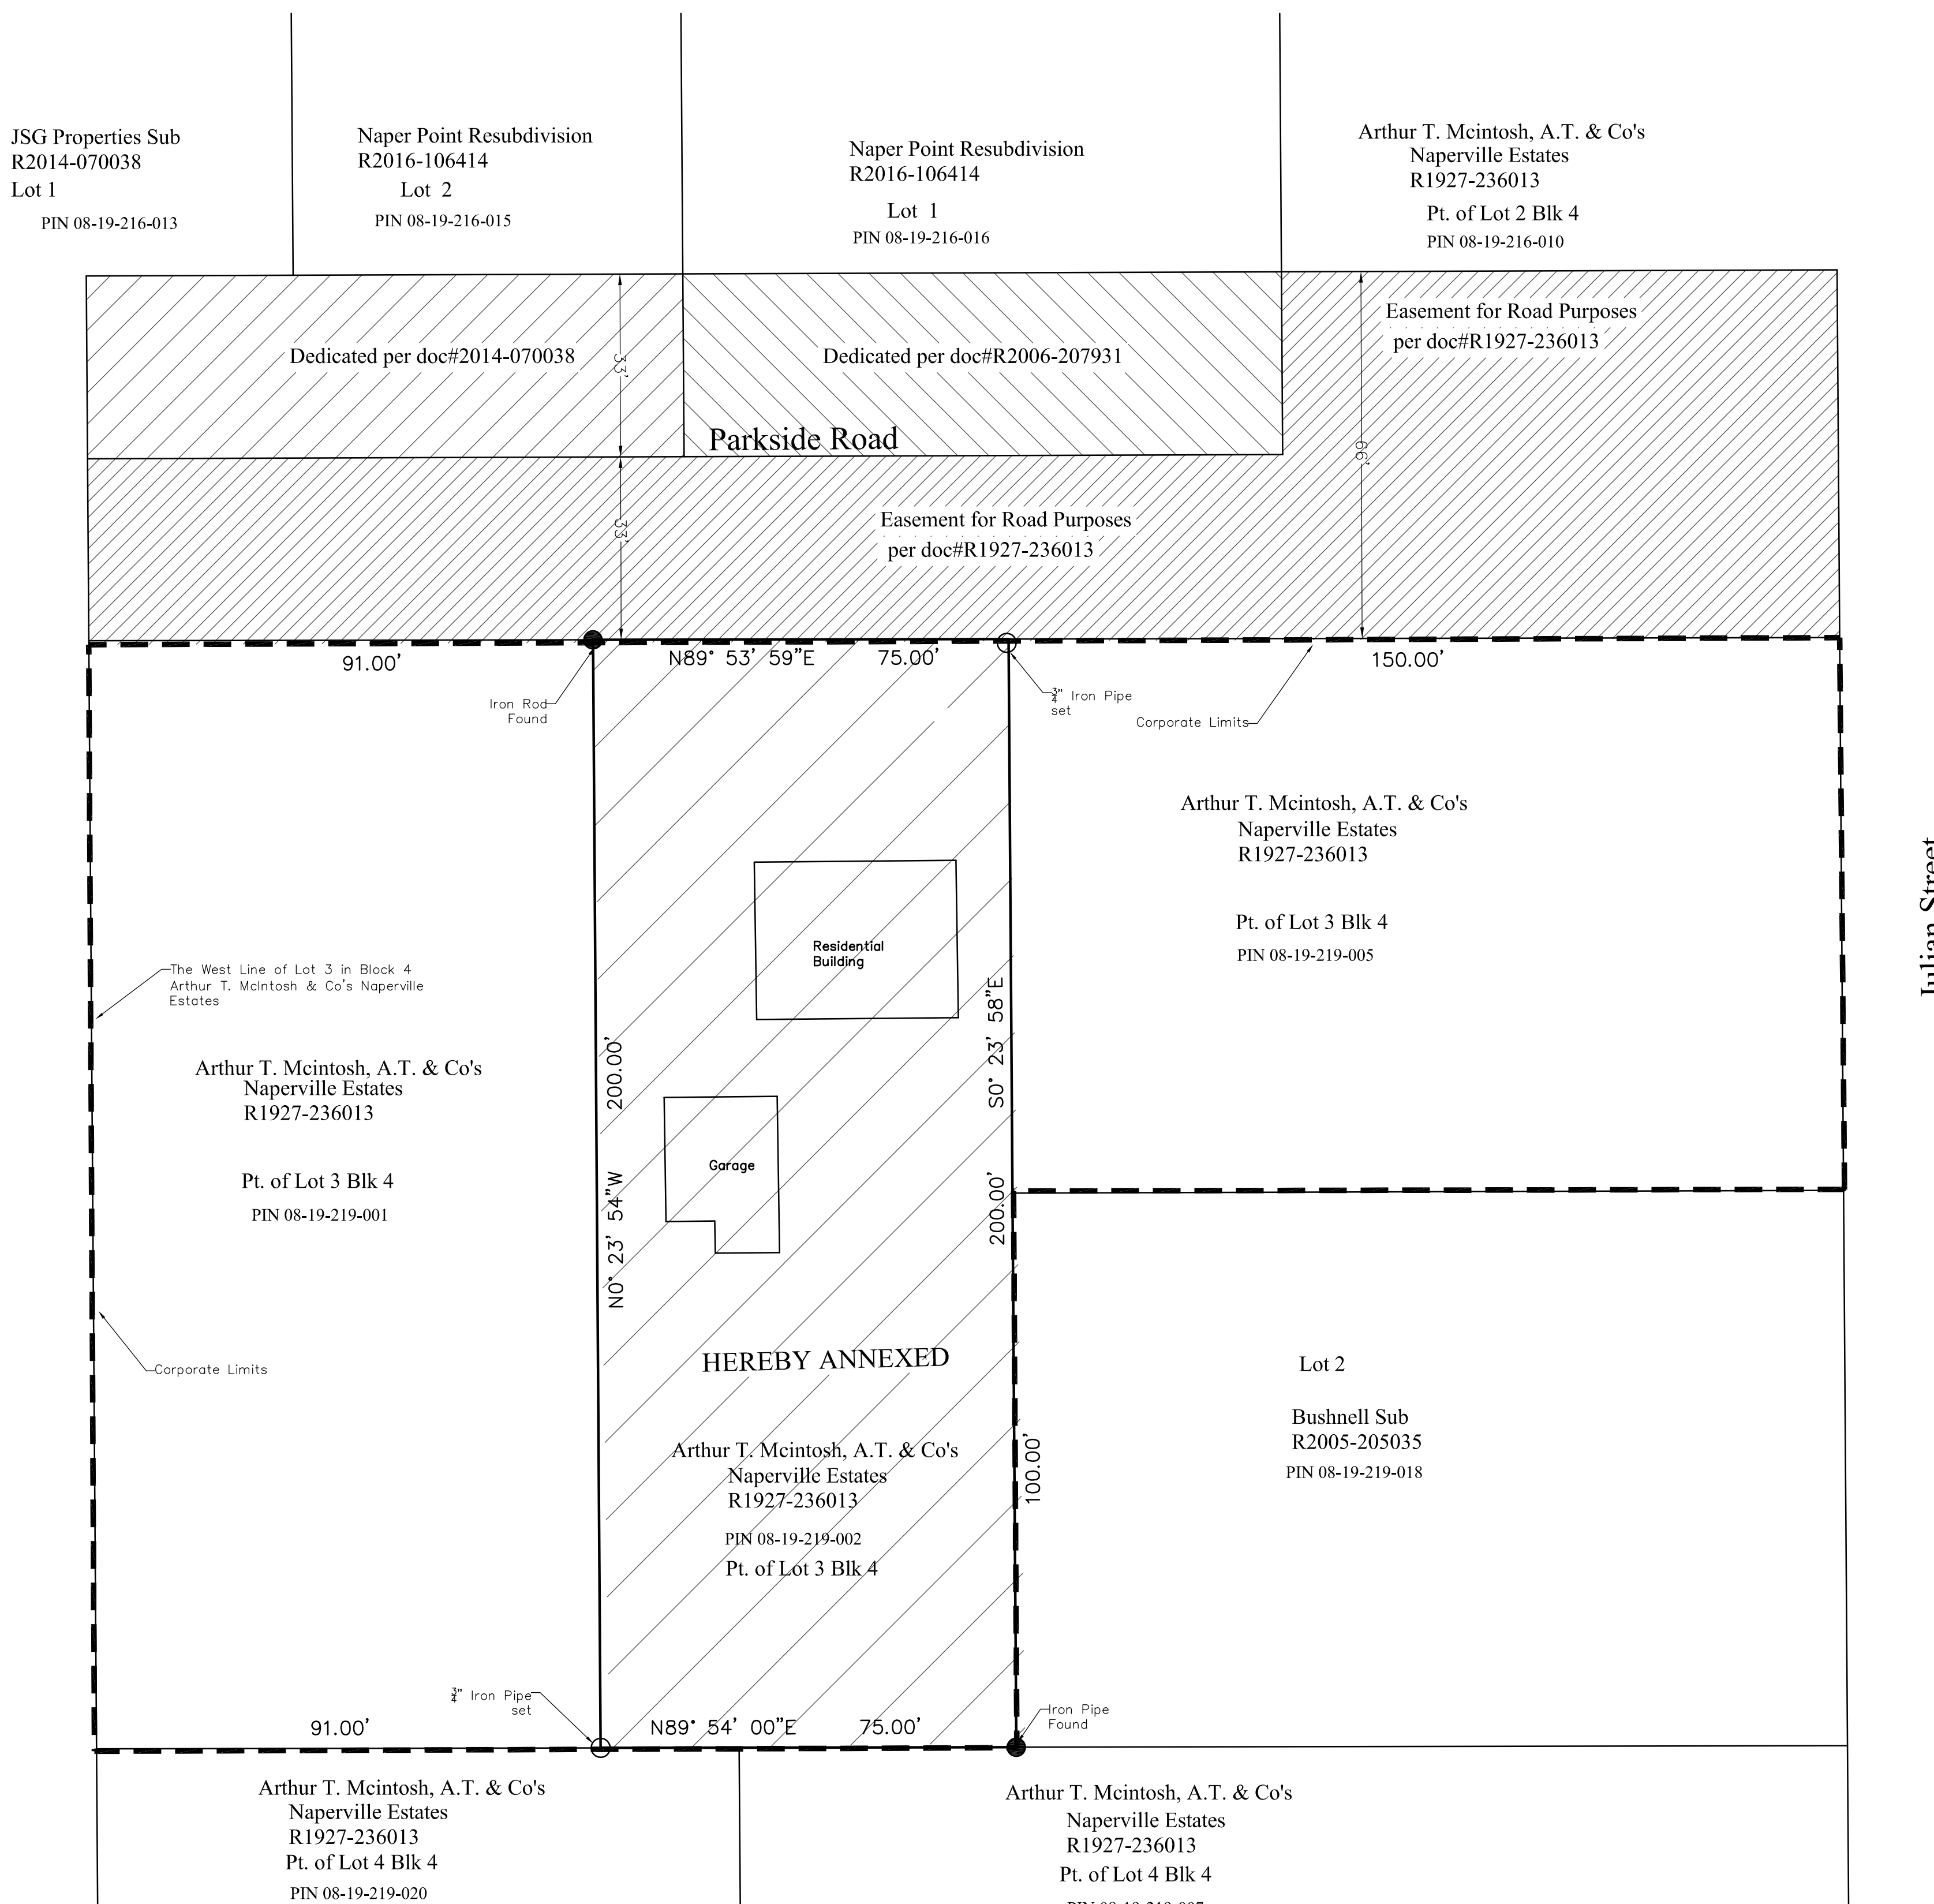 JSG Properties Sub
R2014-070038
Lot 1
PIN 08-19-216-013
Naper Point Resubdivision
R2016-106414
Lot 2
PIN 08-19-216-015
Naper Point Resubdivision
R2016-106414
Lot 1
PIN 08-19-216-016
Arthur T. Mcintosh, A.T. & Co's
Naperville Estates
R1927-236013
Pt. of Lot 2 Blk 4
PIN 08-19-216-010
Dedicated per doc#2014-070038
33'
Dedicated per doc#R2006-207931
Easement for Road Purposes
per doc#R1927-236013
Parkside Road
66'
33'
Easement for Road Purposes
per doc#R1927-236013
91.00'
N89° 53' 59"E 75.00'
150.00'
Iron Rod
Found
3/4" Iron Pipe
set
Corporate Limits
Arthur T. Mcintosh, A.T. & Co's
Naperville Estates
R1927-236013
Pt. of Lot 3 Blk 4
PIN 08-19-219-005
Julian Street
Residential
Building
The West Line of Lot 3 in Block 4
Arthur T. McIntosh & Co's Naperville
Estates
Arthur T. Mcintosh, A.T. & Co's
Naperville Estates
R1927-236013
Pt. of Lot 3 Blk 4
PIN 08-19-219-001
N0° 23' 54"W 200.00'
Garage
200.00' S0° 23' 58"E
Corporate Limits
HEREBY ANNEXED
Arthur T. Mcintosh, A.T. & Co's
Naperville Estates
R1927-236013
PIN 08-19-219-002
Pt. of Lot 3 Blk 4
100.00'
Lot 2
Bushnell Sub
R2005-205035
PIN 08-19-219-018
3/4" Iron Pipe
set
Iron Pipe
Found
91.00'
N89° 54' 00"E 75.00'
Arthur T. Mcintosh, A.T. & Co's
Naperville Estates
R1927-236013
Pt. of Lot 4 Blk 4
PIN 08-19-219-020
Arthur T. Mcintosh, A.T. & Co's
Naperville Estates
R1927-236013
Pt. of Lot 4 Blk 4